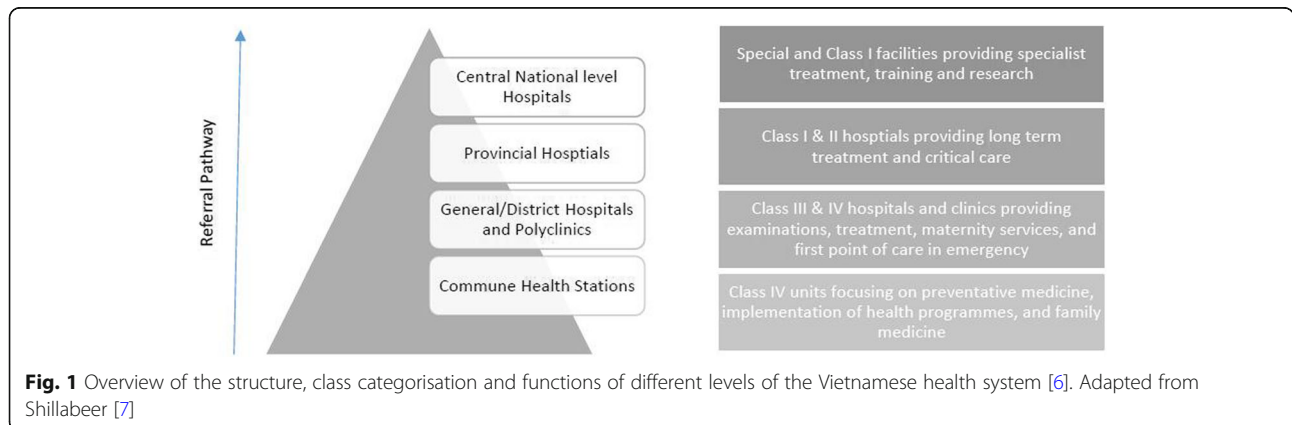 Referral Pathway
Central National level
Hospitals
Provincial Hosptials
General/District Hospitals
and Polyclinics
Commune Health Stations
Special and Class I facilities providing specialist
treatment, training and research
Class I & II hosptials providing long term
treatment and critical care
Class III & IV hospitals and clinics providing
examinations, treatment, maternity services, and
first point of care in emergency
Class IV units focusing on preventative medicine,
implementation of health programmes, and family
medicine
Fig. 1 Overview of the structure, class categorisation and functions of different levels of the Vietnamese health system [6]. Adapted from
Shillabeer [7]